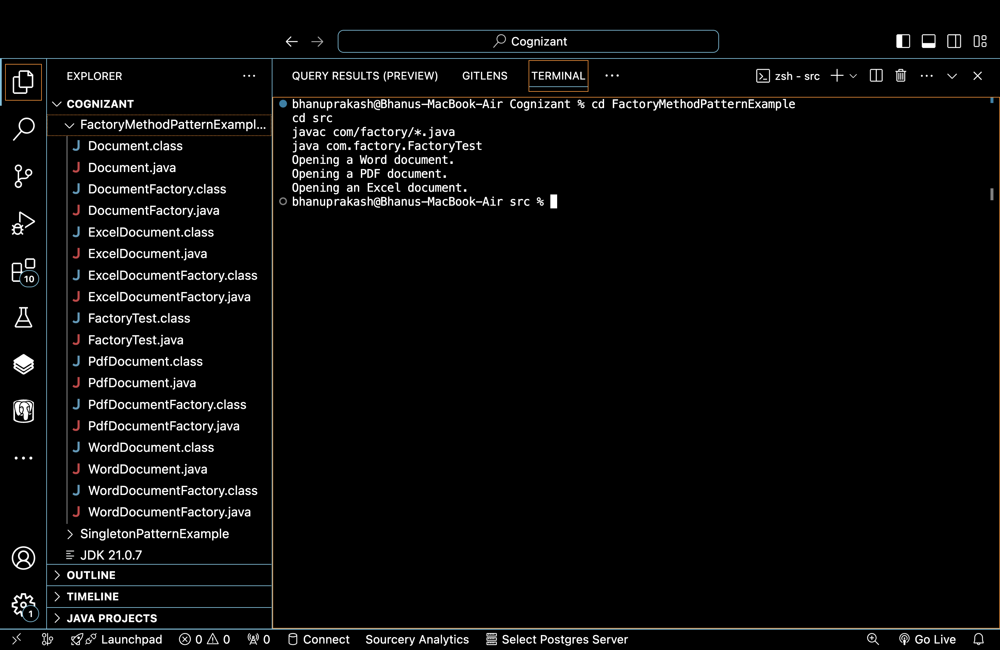 Cognizant
EXPLORER
COGNIZANT
FactoryMethodPatternExampl...
Document.class
Document.java
DocumentFactory.class
DocumentFactory.java
ExcelDocument.class
ExcelDocument.java
ExcelDocumentFactory.class
ExcelDocumentFactory.java
FactoryTest.class
FactoryTest.java
PdfDocument.class
PdfDocument.java
PdfDocumentFactory.class
PdfDocumentFactory.java
WordDocument.class
WordDocument.java
WordDocumentFactory.class
WordDocumentFactory.java
SingletonPatternExample
JDK 21.0.7
OUTLINE
TIMELINE
JAVA PROJECTS
10
1
QUERY RESULTS (PREVIEW) GITLENS TERMINAL zsh - src
bhanuprakash@Bhanus-MacBook-Air Cognizant % cd FactoryMethodPatternExample
cd src
javac com/factory/*.java
java com.factory.FactoryTest
Opening a Word document.
Opening a PDF document.
Opening an Excel document.
bhanuprakash@Bhanus-MacBook-Air src %
Launchpad 0 0 0 Connect Sourcery Analytics Select Postgres Server Go Live